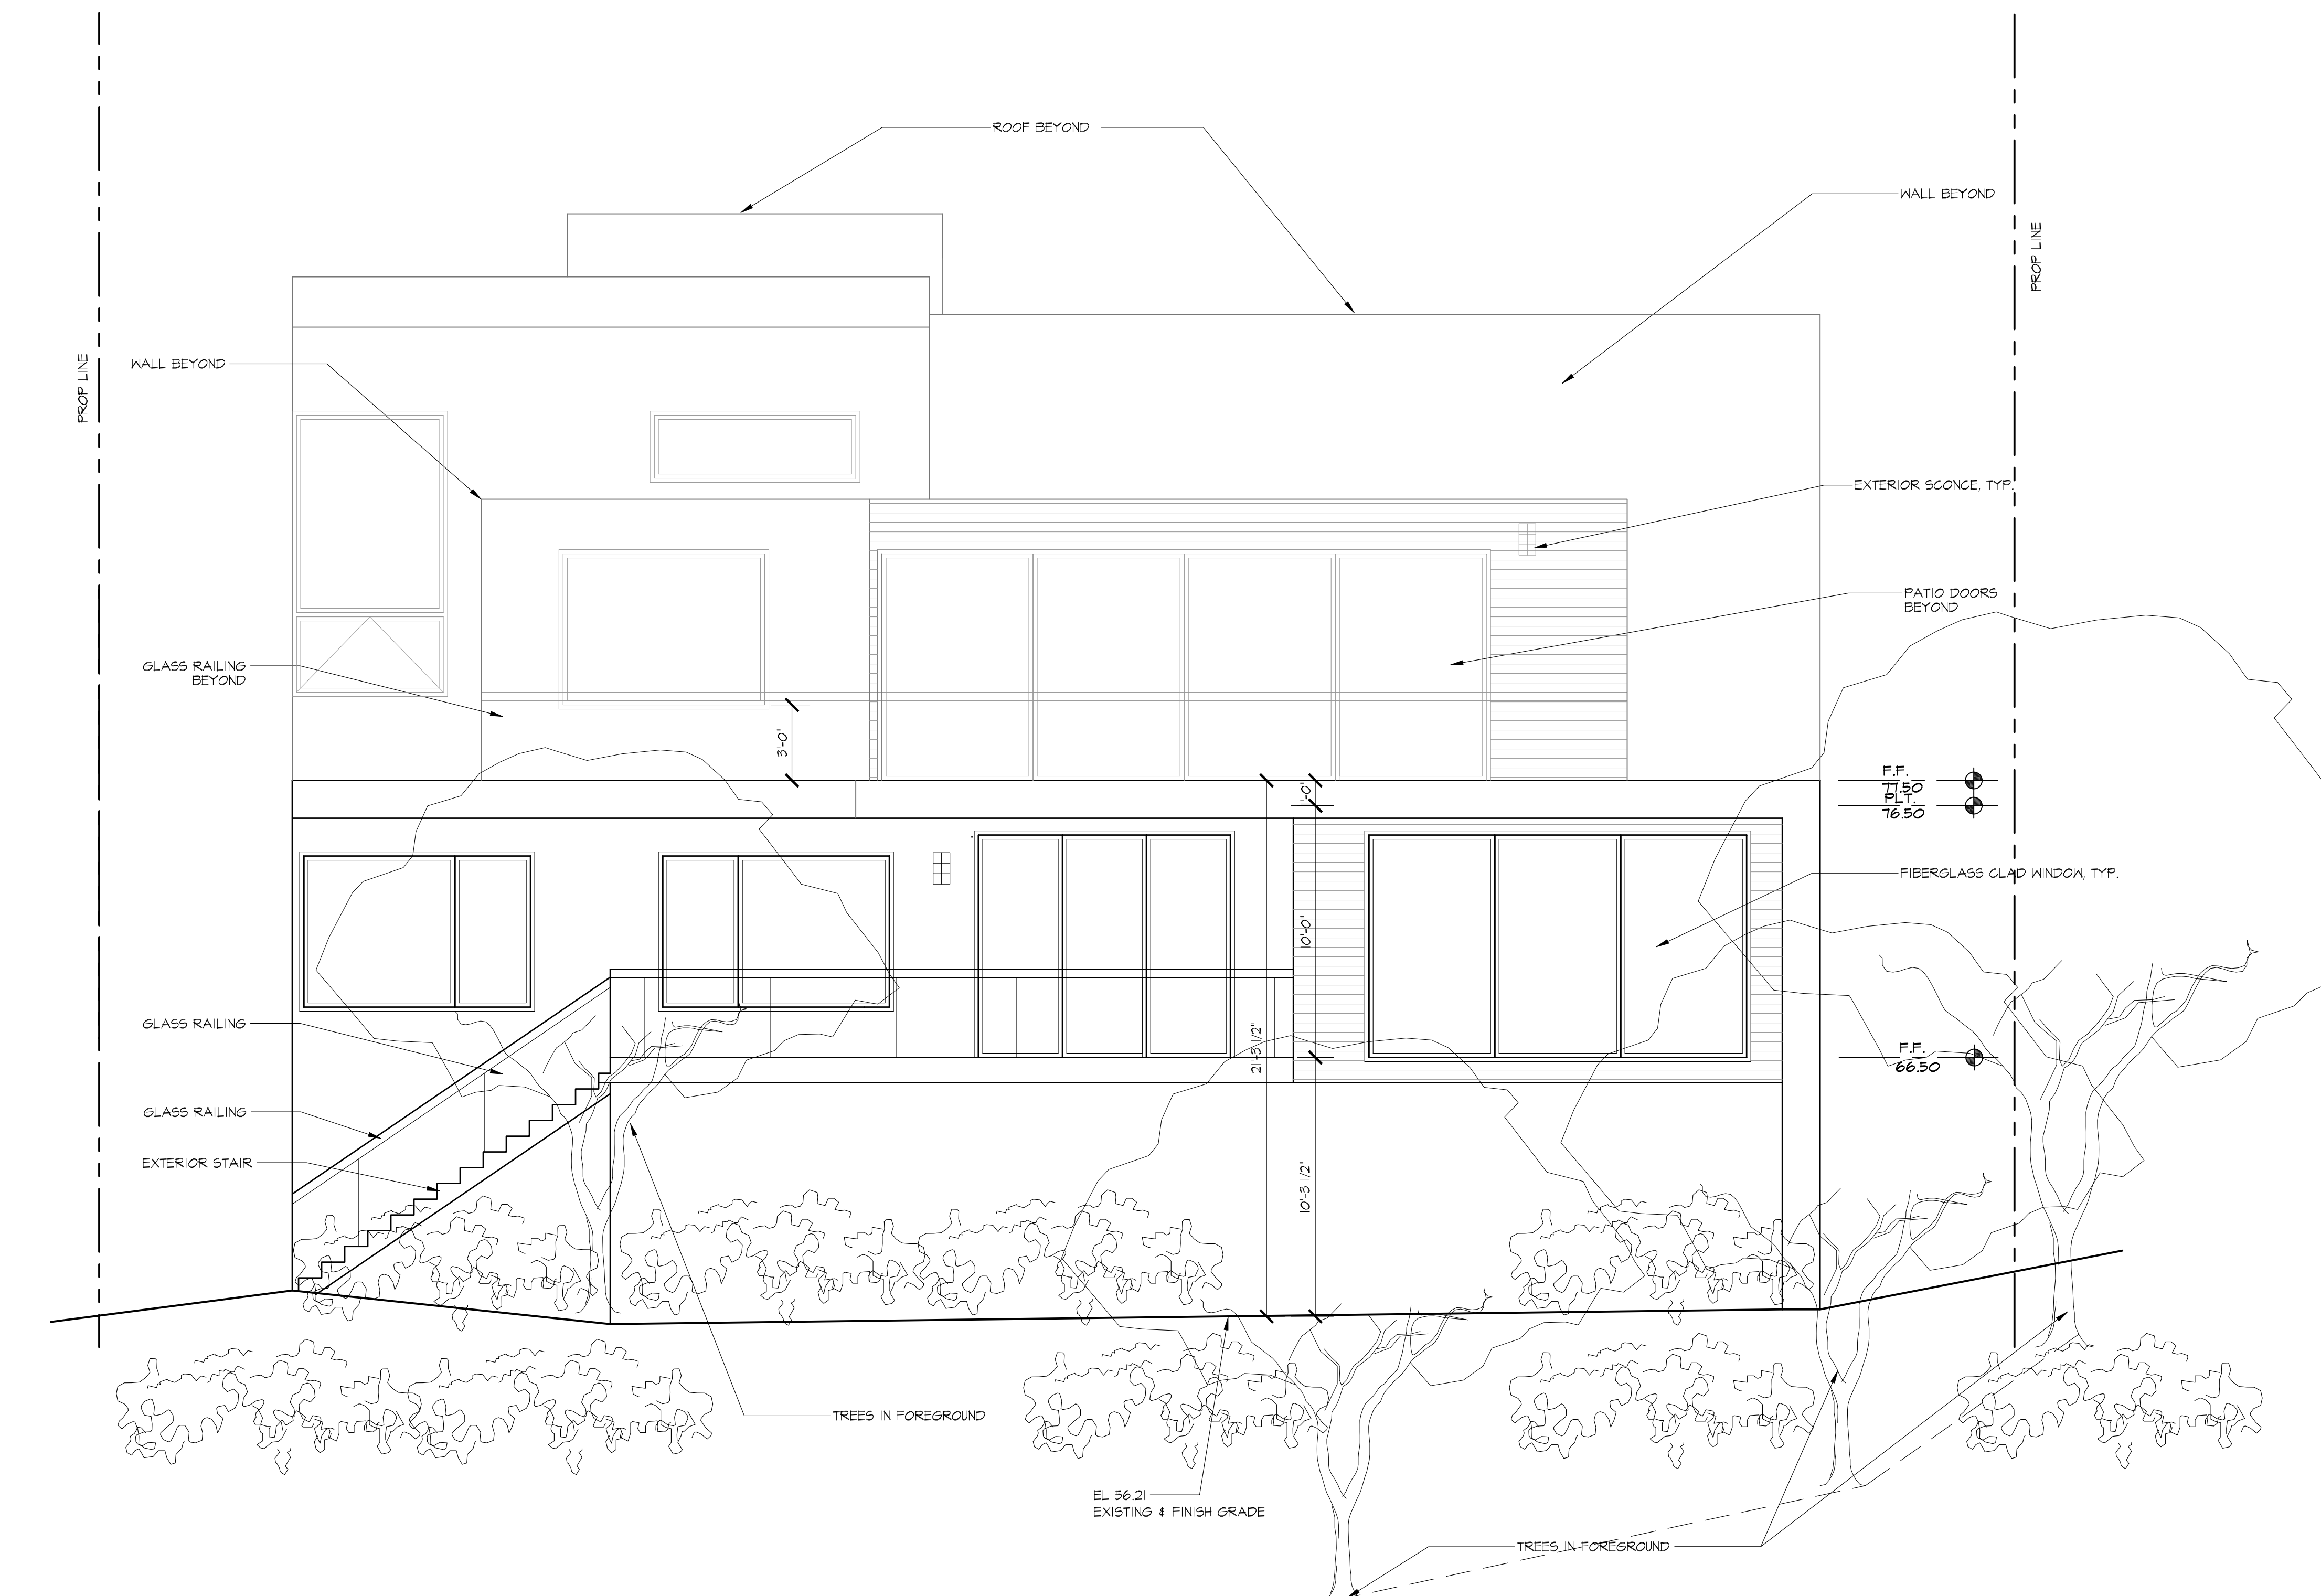 ROOF BEYOND
WALL BEYOND
PROP LINE
WALL BEYOND
PROP LINE
EXTERIOR SCONCE, TYP.
PATIO DOORS
BEYOND
GLASS RAILING
BEYOND
3'-0"
F.F.
77.50
PLT.
76.50
1'-0"
FIBERGLASS CLAD WINDOW, TYP.
10'-0"
GLASS RAILING
21'-3 1/2"
F.F.
66.50
GLASS RAILING
EXTERIOR STAIR
10'-3 1/2"
TREES IN FOREGROUND
EL 56.21
EXISTING & FINISH GRADE
TREES IN FOREGROUND